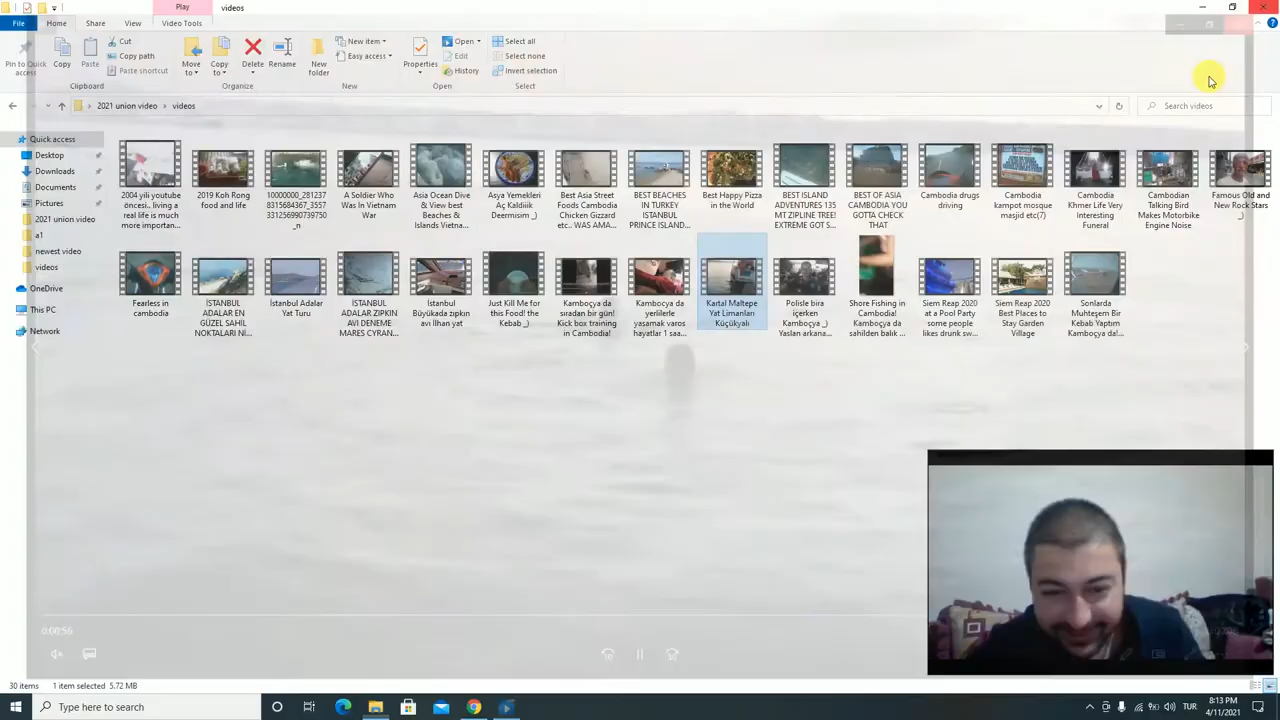 Play
videos
File
Home
Share
View
Video Tools
Pin to Quick
access
Copy
Paste
Cut
Copy path
Paste shortcut
Clipboard
Move
to
Copy
to
Delete
Rename
Organize
New
folder
New item
Easy access
New
Properties
Open
Edit
History
Open
Select all
Select none
Invert selection
Select
2021 union video
videos
Search videos
Quick access
Desktop
Downloads
Documents
Pictures
2021 union video
a1
newest video
videos
OneDrive
This PC
Network
2004 yili youtube
öncesi.. living a
real life is much
more importan...
2019 Koh Rong
food and life
10000000_281237
8315684367_3557
331256990739750
_n
A Soldier Who
Was In Vietnam
War
Asia Ocean Dive
& View best
Beaches &
Islands Vietna...
Asya Yemekleri
Aç Kaldiiik
Deermisim _)
Best Asia Street
Foods Cambodia
Chicken Gizzard
etc.. WAS AMA...
BEST BEACHES
IN TURKEY
ISTANBUL
PRINCE ISLAND...
Best Happy Pizza
in the World
BEST ISLAND
ADVENTURES 135
MT ZIPLINE TREE!
EXTREME GOT S...
BEST OF ASIA
CAMBODIA YOU
GOTTA CHECK
THAT
Cambodia drugs
driving
Cambodia
kampot mosque
masjid etc(7)
Cambodia
Khmer Life Very
Interesting
Funeral
Cambodian
Talking Bird
Makes Motorbike
Engine Noise
Famous Old and
New Rock Stars
_)
Fearless in
cambodia
İSTANBUL
ADALAR EN
GÜZEL SAHİL
NOKTALARI Nİ...
İstanbul Adalar
Yat Turu
İSTANBUL
ADALAR ZIPKIN
AVI DENEME
MARES CYRAN...
İstanbul
Büyükada zıpkın
avı İlhan yat
Just Kill Me for
this Food! the
Kebab _)
Kamboçya da
sıradan bir gün!
Kick box training
in Cambodia!
Kambocya da
yerlilerle
yasamak varos
hayatlar 1 saa...
Kartal Maltepe
Yat Limanları
Küçükyalı
Polisle bira
içerken
Kamboçya _)
Yaslan arkana...
Shore Fishing in
Cambodia!
Kamboçya da
sahilden balık ...
Siem Reap 2020
at a Pool Party
some people
likes drunk sw...
Siem Reap 2020
Best Places to
Stay Garden
Village
Sonlarda
Muhteşem Bir
Kebab Yaptım
Kamboçya da!...
0:00:56
10
30 items
1 item selected 5.72 MB
Type here to search
TUR
8:13 PM
4/11/2021